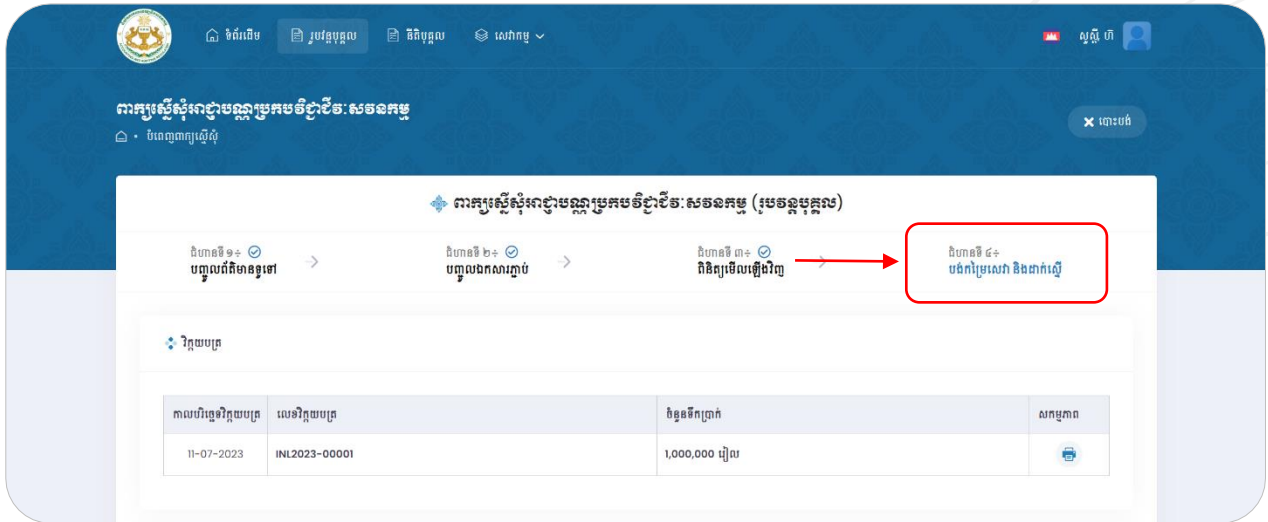 ទំព័រដើម
រូបវន្តបុគ្គល
នីតិបុគ្គល
សេវាកម្ម
សួស្តី ហ៊
ពាក្យស្នើសុំអាជ្ញាបណ្ណប្រកបវិជ្ជាជីវៈសវនកម្ម
បំពេញពាក្យស្នើសុំ
បោះបង់
ពាក្យស្នើសុំអាជ្ញាបណ្ណប្រកបវិជ្ជាជីវៈសវនកម្ម (រូបវន្តបុគ្គល)
ជំហានទី ១៖
បញ្ចូលព័ត៌មានទូទៅ
ជំហានទី ២៖
បញ្ចូលឯកសារភ្ជាប់
ជំហានទី ៣៖
ពិនិត្យមើលឡើងវិញ
ជំហានទី ៤៖
បង់កម្រៃសេវា និងដាក់ស្នើ
វិក្កយបត្រ
កាលបរិច្ឆេទវិក្កយបត្រ លេខវិក្កយបត្រ ចំនួនទឹកប្រាក់ សកម្មភាព
11-07-2023 INL2023-00001 1,000,000 រៀល